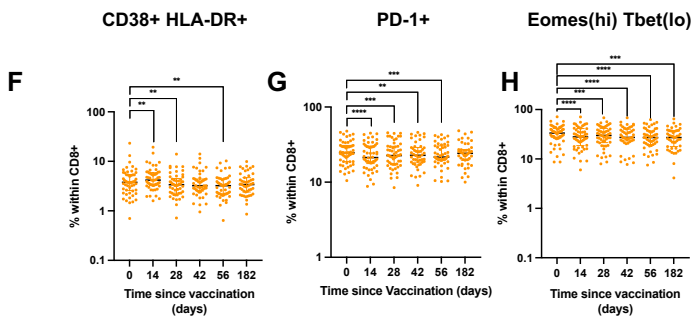 CD38+ HLA-DR+
PD-1+
Eomes(hi) Tbet(lo)
F
**
**
**
100
10
1
0.1
% within CD8+
0 14 28 42 56 182
Time since vaccination
(days)
G
***
**
***
****
100
10
1
% within CD8+
0 14 28 42 56 182
Time since Vaccination (days)
H
***
****
****
***
****
100
10
1
0.1
% within CD8+
0 14 28 42 56 182
Time since vaccination
(days)